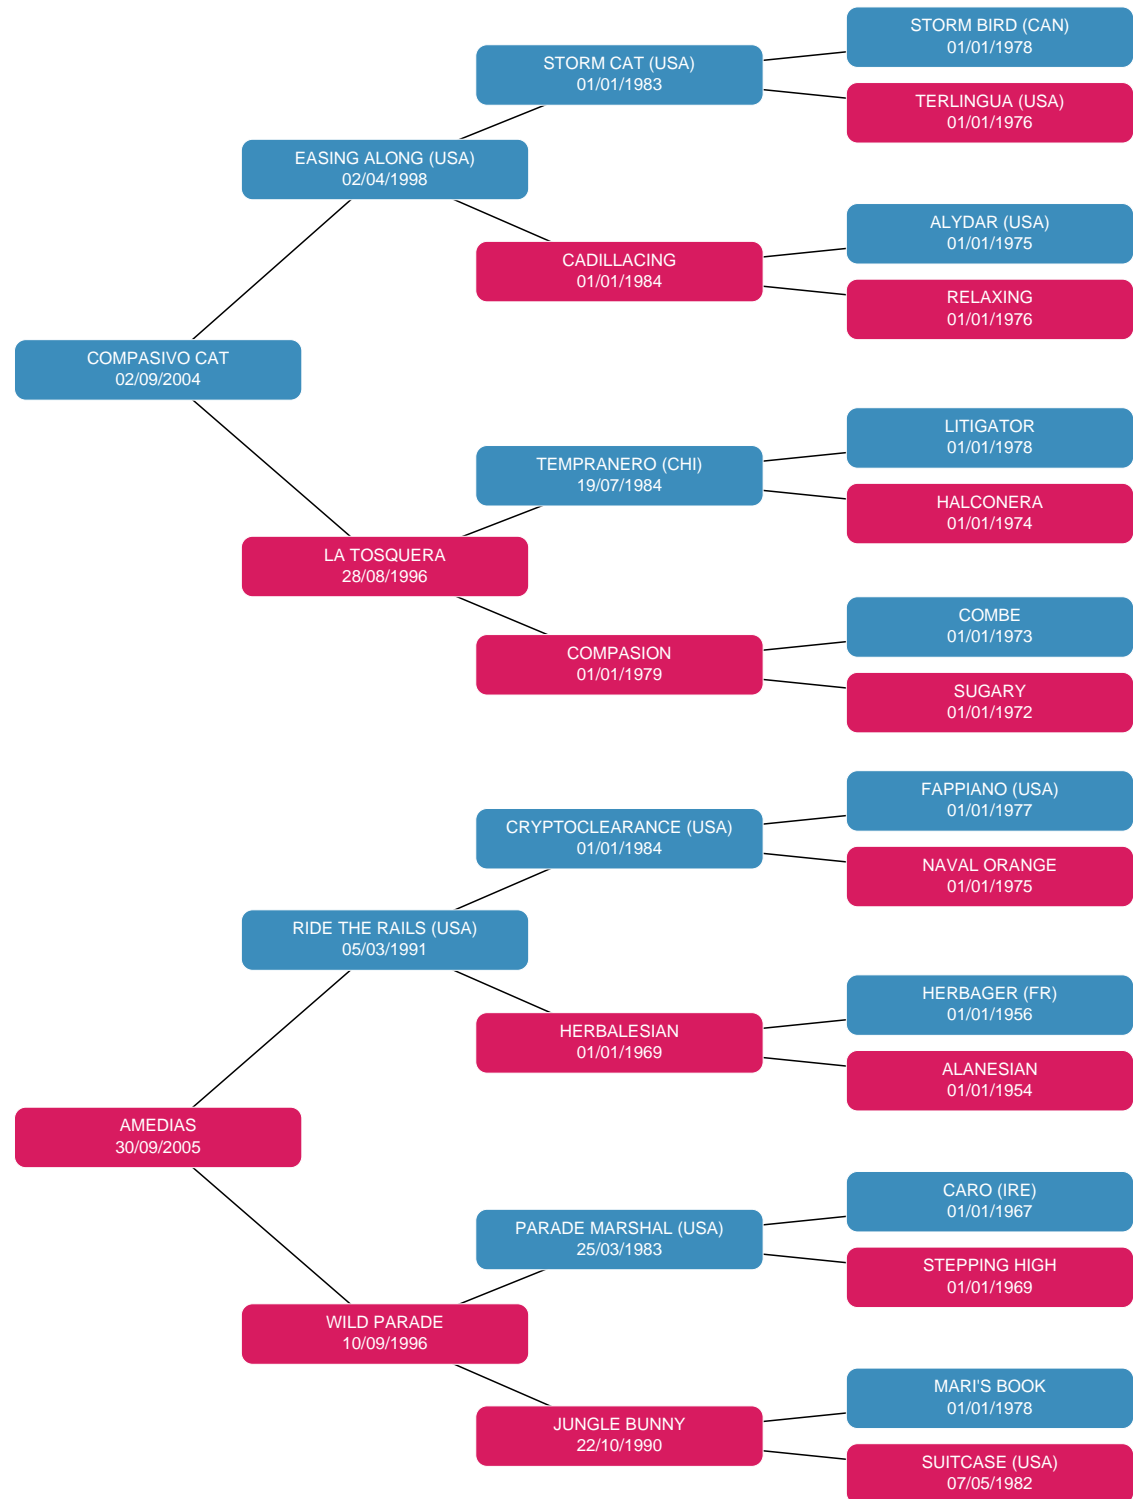 STORM BIRD (CAN)
01/01/1978
STORM CAT (USA)
01/01/1983
TERLINGUA (USA)
01/01/1976
EASING ALONG (USA)
02/04/1998
ALYDAR (USA)
01/01/1975
CADILLACING
01/01/1984
RELAXING
01/01/1976
COMPASIVO CAT
02/09/2004
LITIGATOR
01/01/1978
TEMPRANERO (CHI)
19/07/1984
HALCONERA
01/01/1974
LA TOSQUERA
28/08/1996
COMBE
01/01/1973
COMPASION
01/01/1979
SUGARY
01/01/1972
FAPPIANO (USA)
01/01/1977
CRYPTOCLEARANCE (USA)
01/01/1984
NAVAL ORANGE
01/01/1975
RIDE THE RAILS (USA)
05/03/1991
HERBAGER (FR)
01/01/1956
HERBALESIAN
01/01/1969
ALANESIAN
01/01/1954
AMEDIAS
30/09/2005
CARO (IRE)
01/01/1967
PARADE MARSHAL (USA)
25/03/1983
STEPPING HIGH
01/01/1969
WILD PARADE
10/09/1996
MARI'S BOOK
01/01/1978
JUNGLE BUNNY
22/10/1990
SUITCASE (USA)
07/05/1982